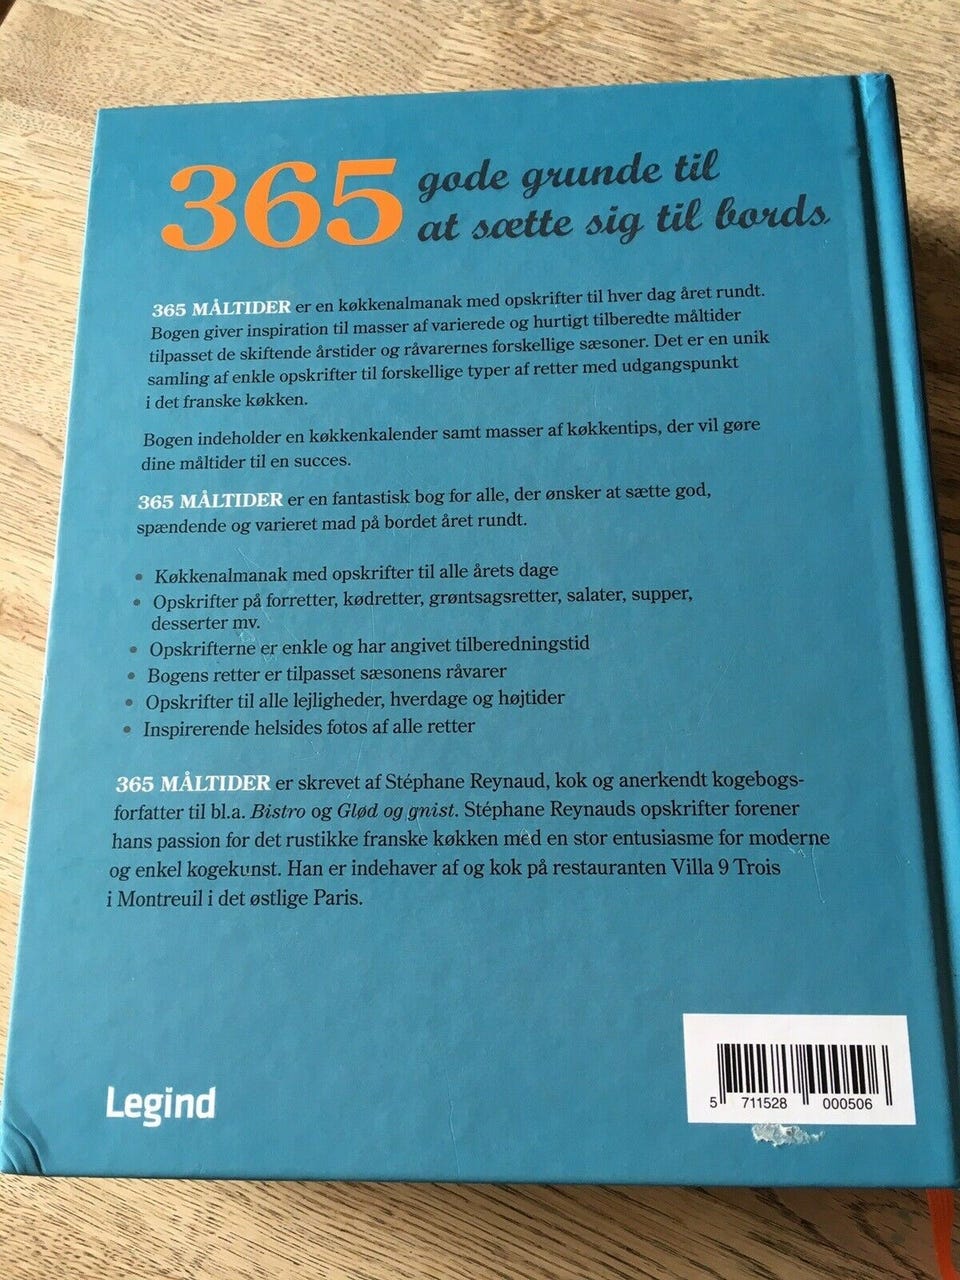 365 gode grunde til
at sætte sig til bords
365 MÅLTIDER er en køkkenalmanak med opskrifter til hver dag året rundt.
Bogen giver inspiration til masser af varierede og hurtigt tilberedte måltider
tilpasset de skiftende årstider og råvarernes forskellige sæsoner. Det er en unik
samling af enkle opskrifter til forskellige typer af retter med udgangspunkt
i det franske køkken.
Bogen indeholder en køkkenkalender samt masser af køkkentips, der vil gøre
dine måltider til en succes.
365 MÅLTIDER er en fantastisk bog for alle, der ønsker at sætte god,
spændende og varieret mad på bordet året rundt.
• Køkkenalmanak med opskrifter til alle årets dage
• Opskrifter på forretter, kødretter, grøntsagsretter, salater, supper,
desserter mv.
• Opskrifterne er enkle og har angivet tilberedningstid
• Bogens retter er tilpasset sæsonens råvarer
• Opskrifter til alle lejligheder, hverdage og højtider
• Inspirerende helsides fotos af alle retter
365 MÅLTIDER er skrevet af Stéphane Reynaud, kok og anerkendt kogebogs-
forfatter til bl.a. Bistro og Glød og gnist. Stéphane Reynauds opskrifter forener
hans passion for det rustikke franske køkken med en stor entusiasme for moderne
og enkel kogekunst. Han er indehaver af og kok på restauranten Villa 9 Trois
i Montreuil i det østlige Paris.
Legind
5 711528 000506